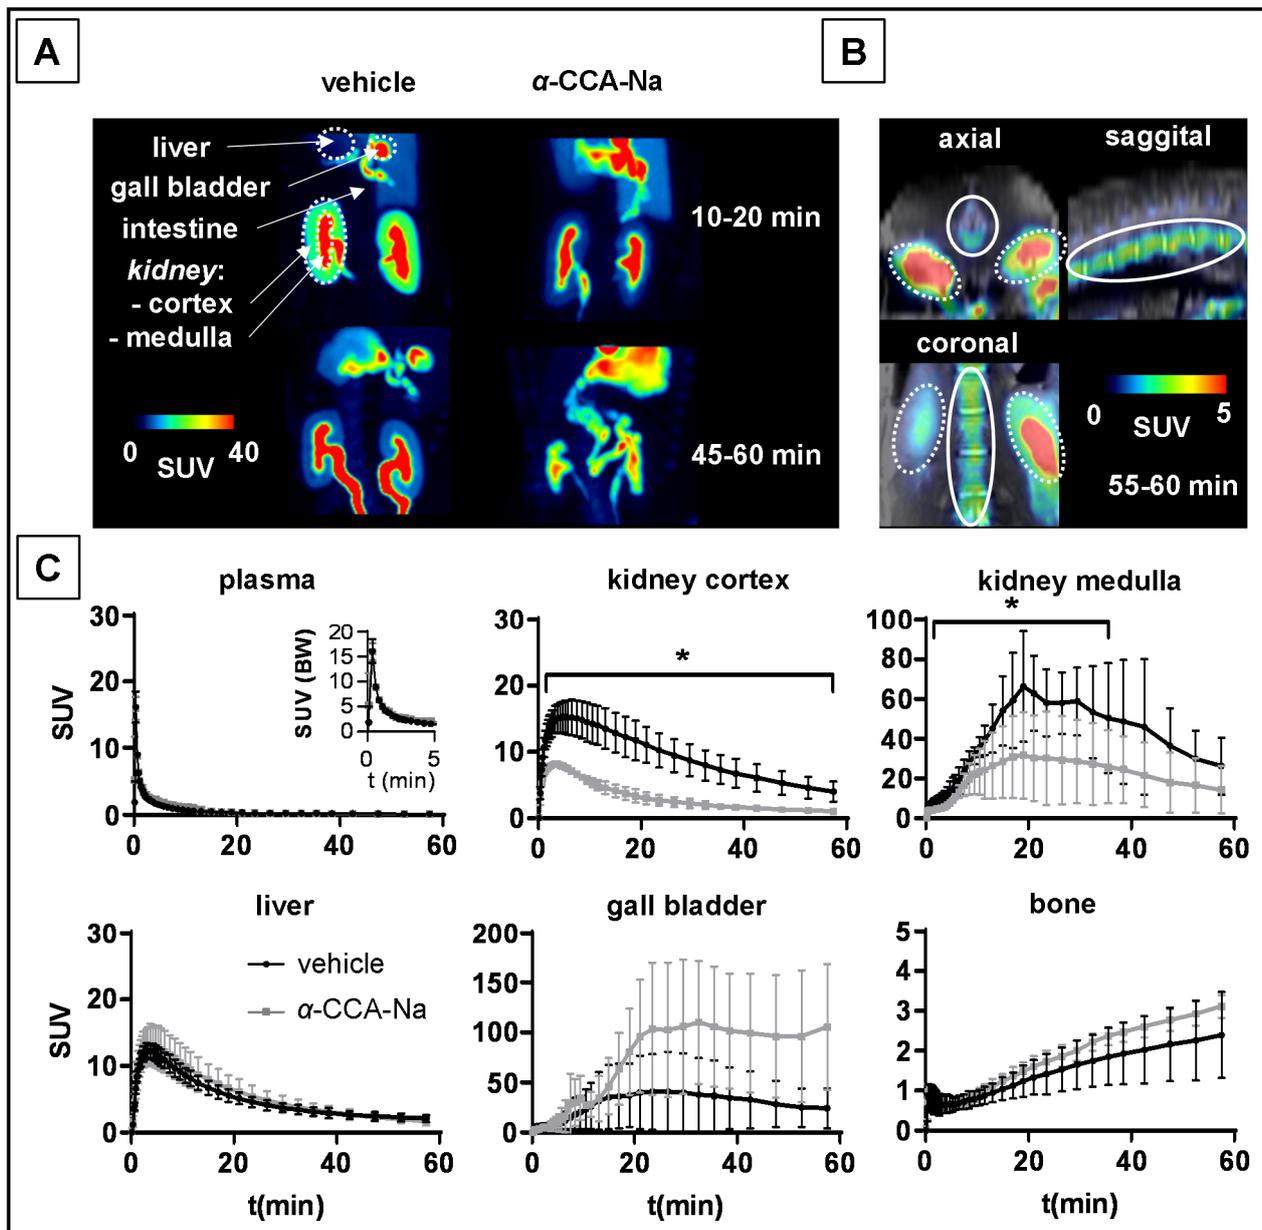 A
B
vehicle
α-CCA-Na
liver
gall bladder
intestine
kidney:
- cortex
- medulla
10-20 min
45-60 min
0 SUV 40
axial
saggital
coronal
0 SUV 5
55-60 min
C
plasma
kidney cortex
kidney medulla
SUV
30
20
10
0
0 20 40 60
SUV (BW)
20
15
10
5
0
0 5
t (min)
30
20
10
0
0 20 40 60
*
100
80
60
40
20
0
0 20 40 60
*
liver
gall bladder
bone
SUV
30
20
10
0
0 20 40 60
t(min)
vehicle
α-CCA-Na
200
150
100
50
0
0 20 40 60
t(min)
5
4
3
2
1
0
0 20 40 60
t(min)